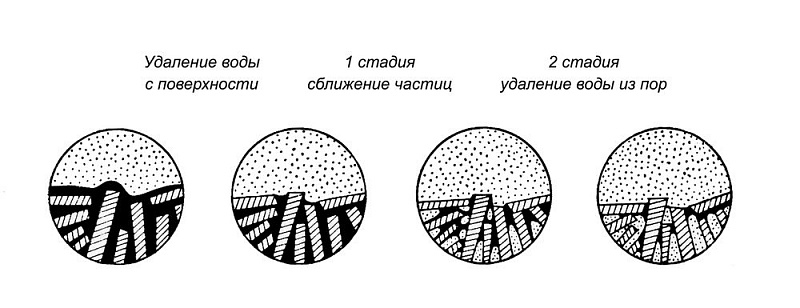 Удаление воды
с поверхности
1 стадия
сближение частиц
2 стадия
удаление воды из пор